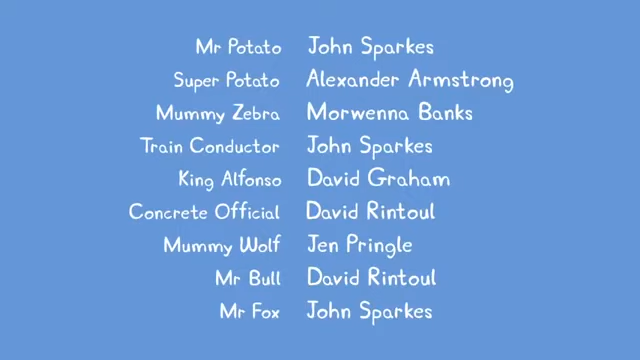 Mr Potato John Sparkes
Super Potato Alexander Armstrong
Mummy Zebra Morwenna Banks
Train Conductor John Sparkes
King Alfonso David Graham
Concrete Official David Rintoul
Mummy Wolf Jen Pringle
Mr Bull David Rintoul
Mr Fox John Sparkes